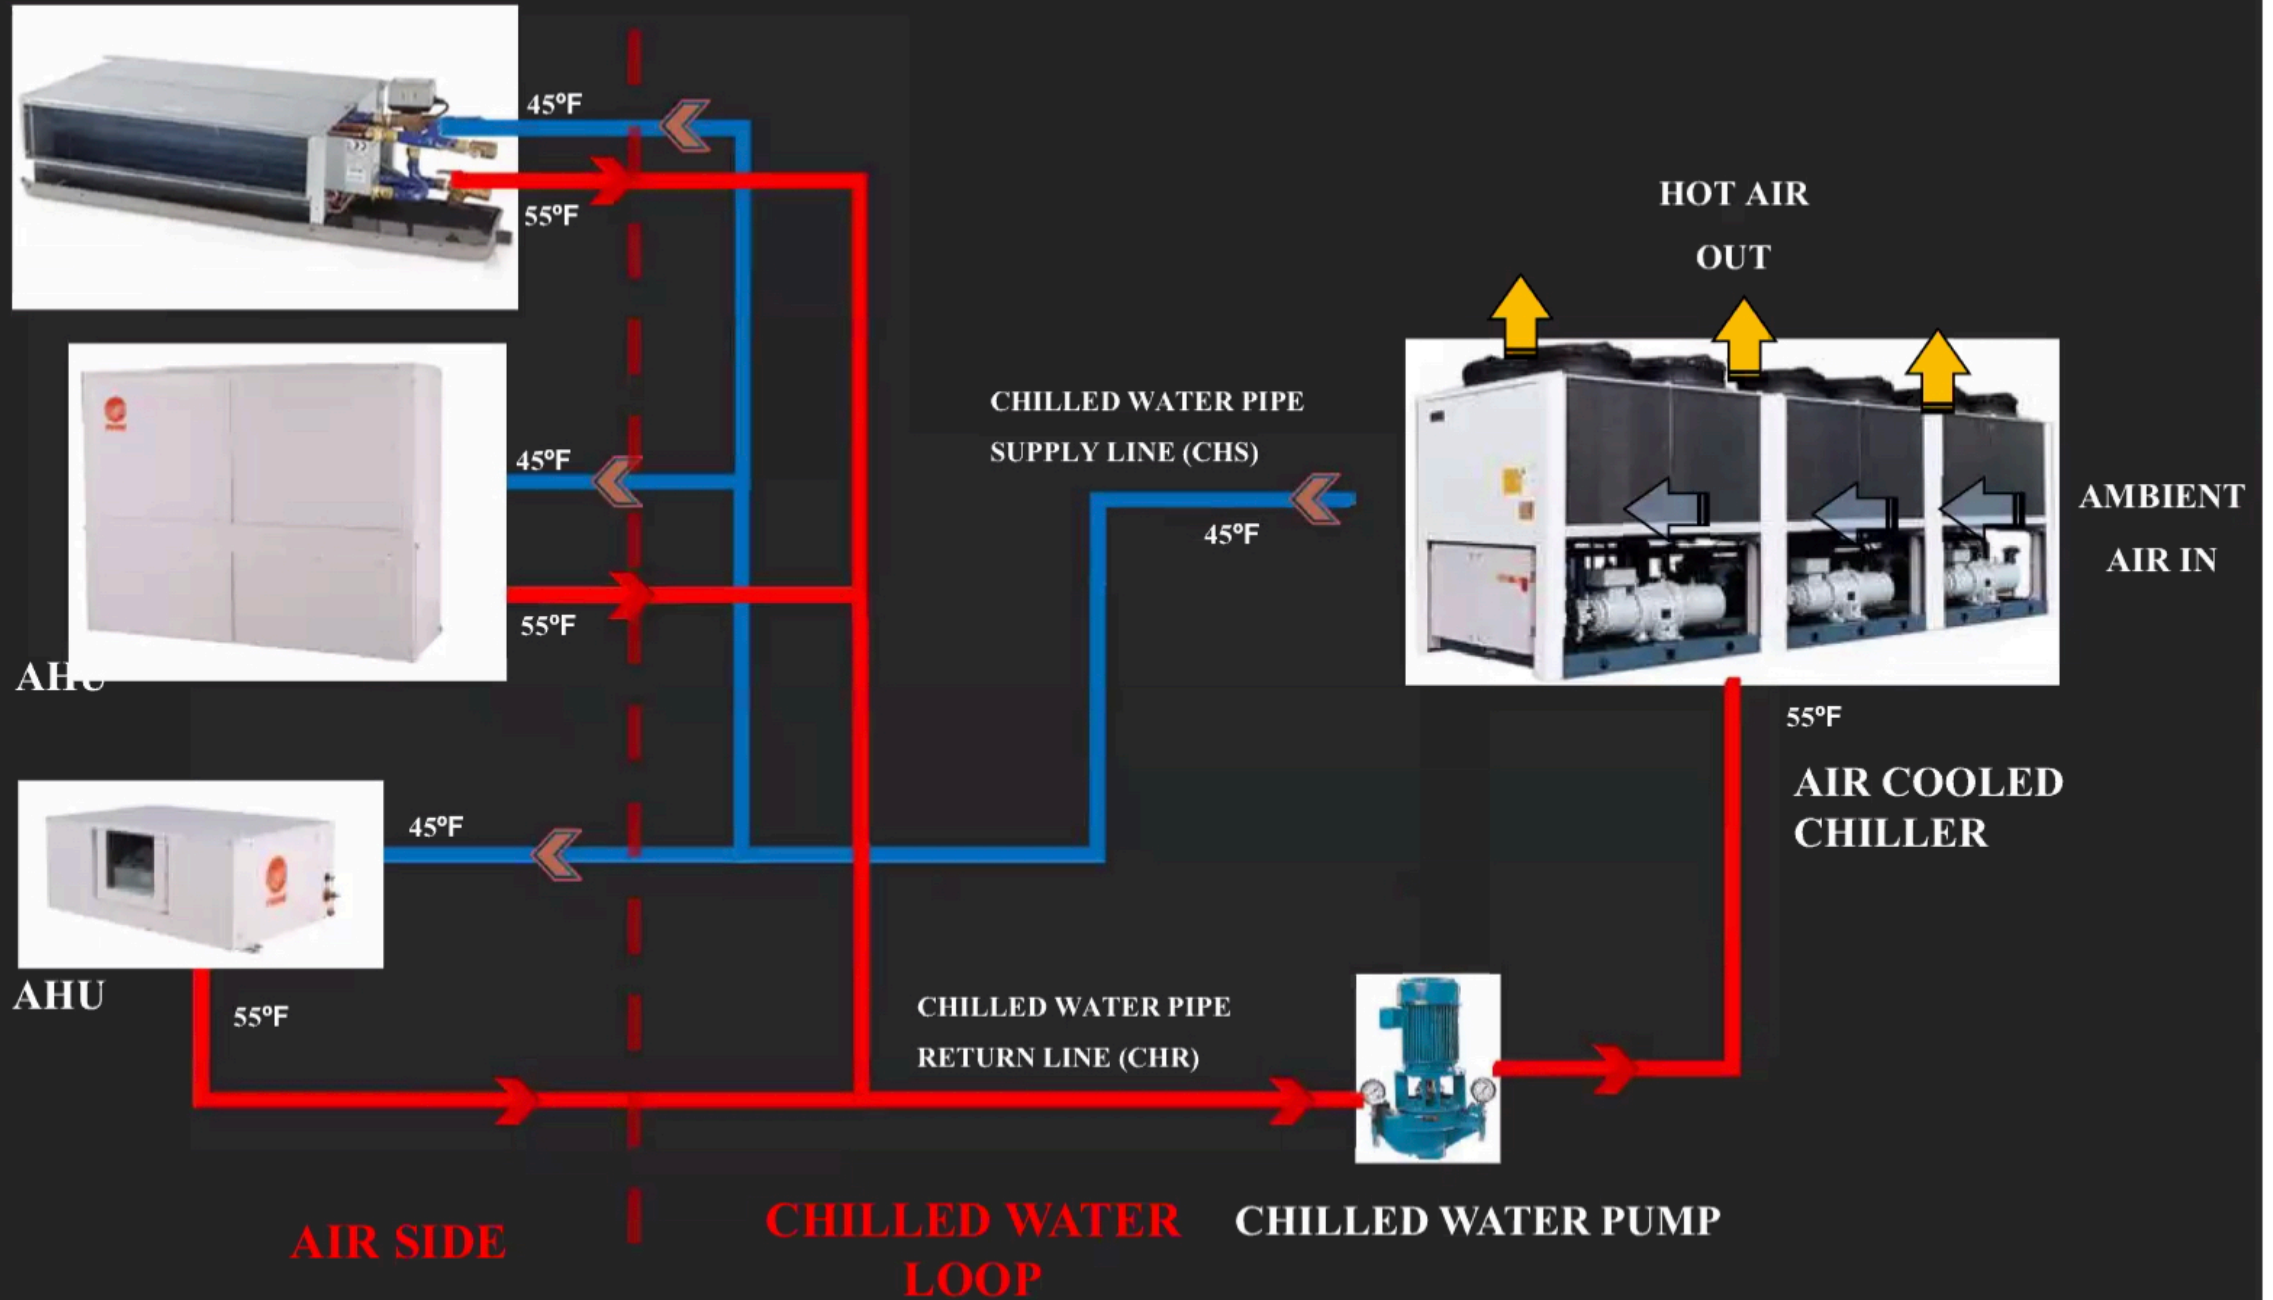 45ºF
55ºF
HOT AIR
OUT
CHILLED WATER PIPE
SUPPLY LINE (CHS)
45ºF
45ºF
AMBIENT
AIR IN
55ºF
AHU
55ºF
AIR COOLED
CHILLER
45ºF
AHU
55ºF
CHILLED WATER PIPE
RETURN LINE (CHR)
AIR SIDE
CHILLED WATER
LOOP
CHILLED WATER PUMP